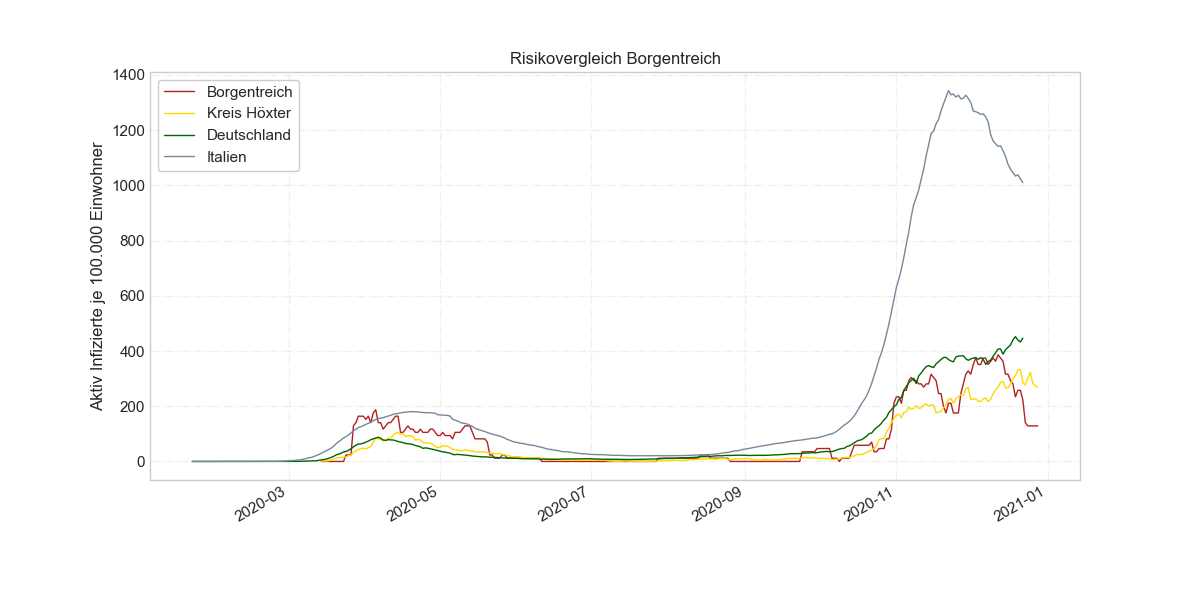 Risikovergleich Borgentreich
Aktiv Infizierte je 100.000 Einwohner
1400
1200
1000
800
600
400
200
0
Borgentreich
Kreis Höxter
Deutschland
Italien
2020-03
2020-05
2020-07
2020-09
2020-11
2021-01